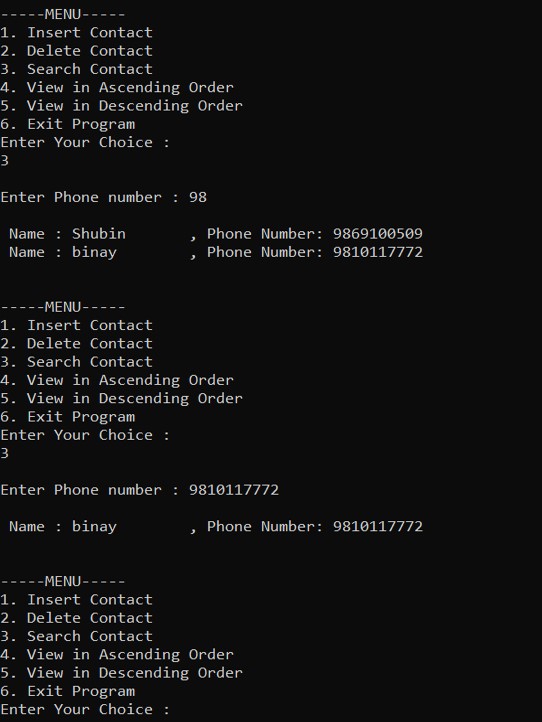 -----MENU-----
1. Insert Contact
2. Delete Contact
3. Search Contact
4. View in Ascending Order
5. View in Descending Order
6. Exit Program
Enter Your Choice :
3
Enter Phone number : 98
Name : Shubin       , Phone Number: 9869100509
Name : binay        , Phone Number: 9810117772
-----MENU-----
1. Insert Contact
2. Delete Contact
3. Search Contact
4. View in Ascending Order
5. View in Descending Order
6. Exit Program
Enter Your Choice :
3
Enter Phone number : 9810117772
Name : binay        , Phone Number: 9810117772
-----MENU-----
1. Insert Contact
2. Delete Contact
3. Search Contact
4. View in Ascending Order
5. View in Descending Order
6. Exit Program
Enter Your Choice :